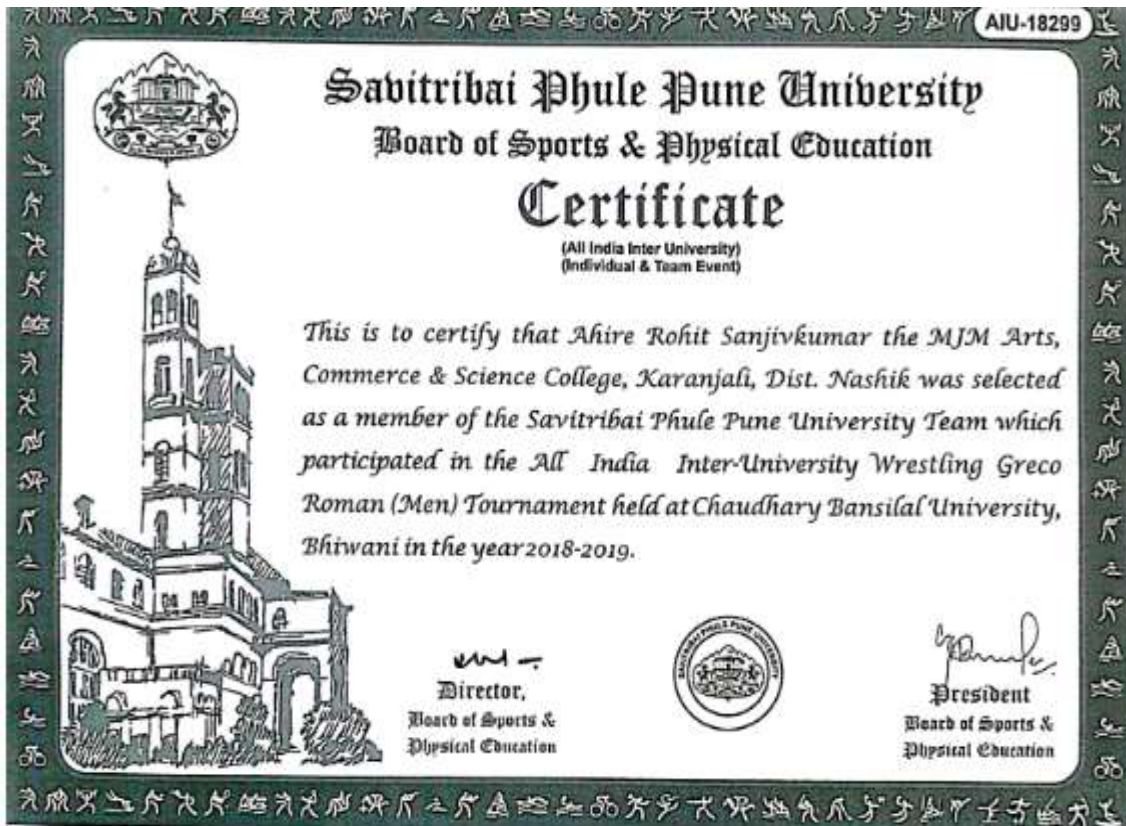 AIU-18299
Savitribai Phule Pune University
Board of Sports & Physical Education
Certificate
(All India Inter University)
(Individual & Team Event)
This is to certify that Ahire Rohit Sanjivkumar the MJM Arts,
Commerce & Science College, Karanjali, Dist. Nashik was selected
as a member of the Savitribai Phule Pune University Team which
participated in the All India Inter-University Wrestling Greco
Roman (Men) Tournament held at Chaudhary Bansilal University,
Bhiwani in the year 2018-2019.
Director,
Board of Sports &
Physical Education
SAVITRIBAI PHULE PUNE UNIVERSITY
President
Board of Sports &
Physical Education